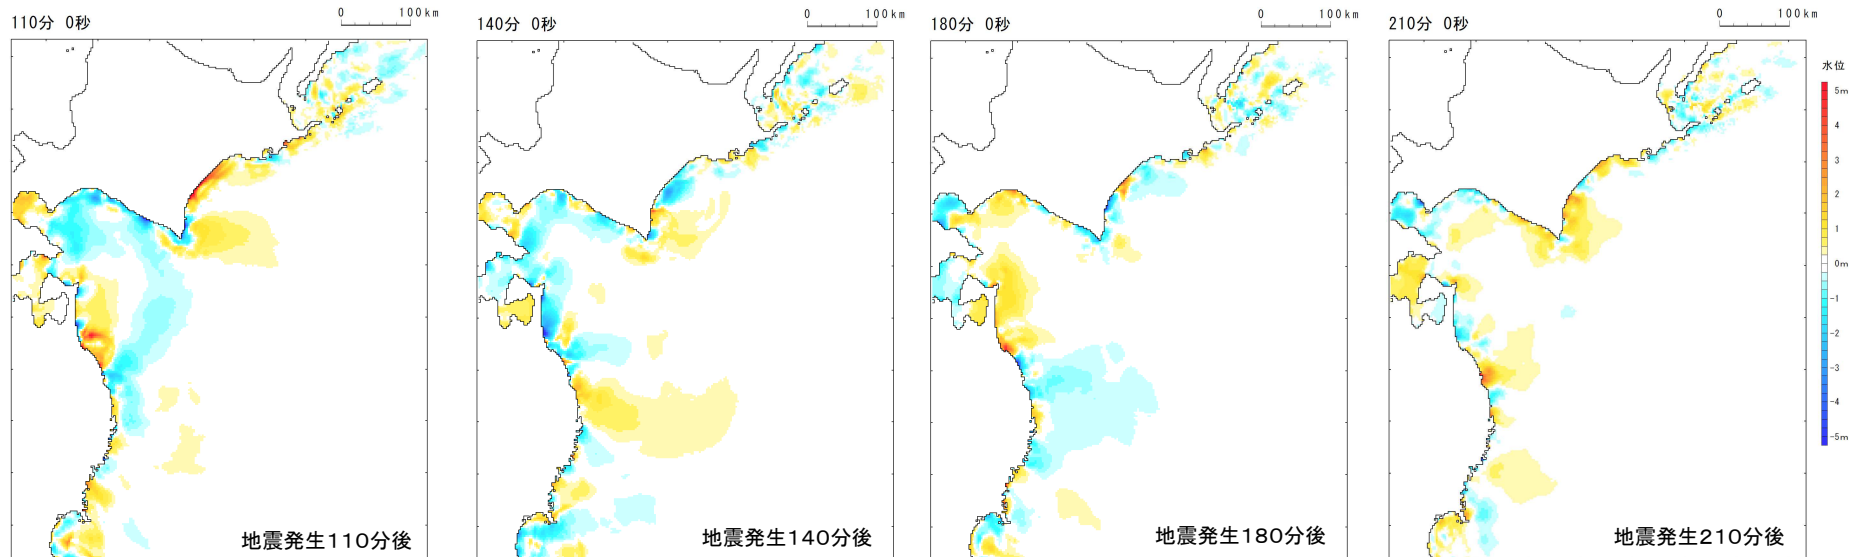 110分 0秒
0 100km
地震発生110分後
140分 0秒
0 100km
地震発生140分後
180分 0秒
0 100km
地震発生180分後
210分 0秒
0 100km
地震発生210分後
水位
5m
4
3
2
1
0m
-1
-2
-3
-4
-5m